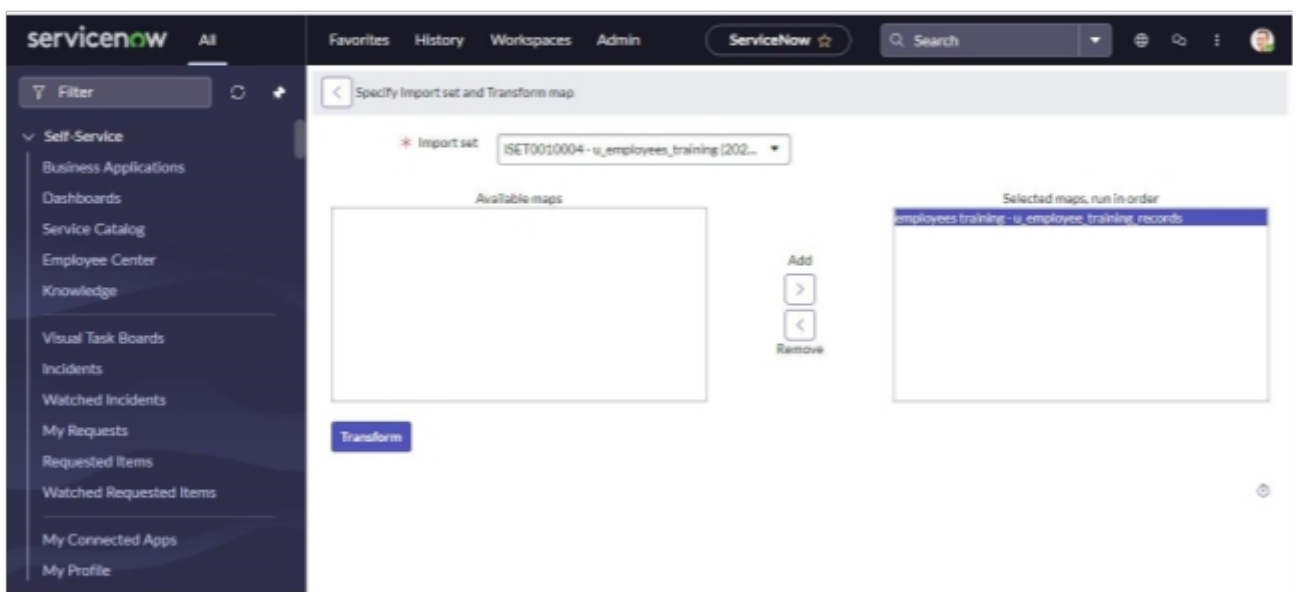 servicenow All Favorites History Workspaces Admin ServiceNow Search
Filter
Specify Import set and Transform map
Self-Service
Business Applications
Dashboards
Service Catalog
Employee Center
Knowledge
Visual Task Boards
Incidents
Watched Incidents
My Requests
Requested Items
Watched Requested Items
My Connected Apps
My Profile
* Import set ISET0010004 - u_employees_training (202...
Available maps
Selected maps, run in order
employees training - u_employee_training_records
Add
Remove
Transform